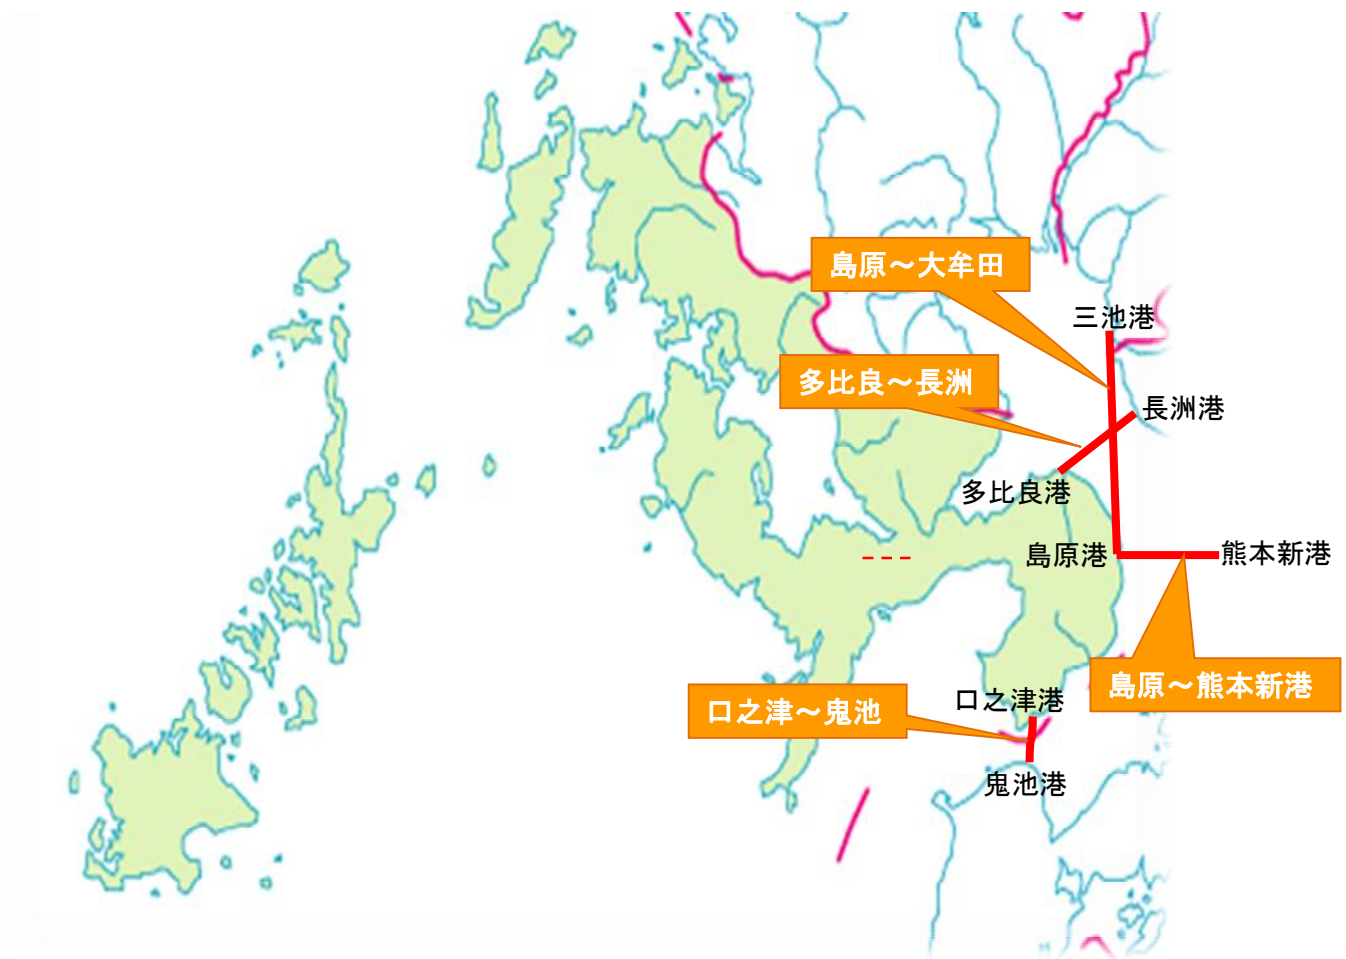 島原～大牟田
三池港
多比良～長洲
長洲港
多比良港
島原港
熊本新港
島原～熊本新港
口之津港
口之津～鬼池
鬼池港